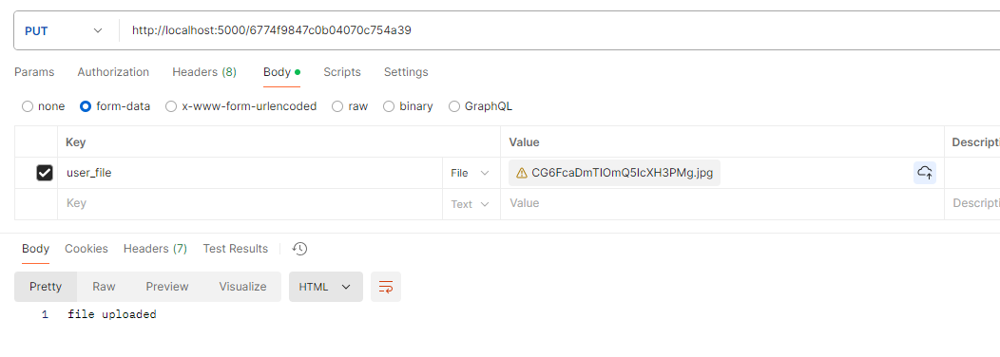 PUT http://localhost:5000/6774f9847c0b04070c754a39
Params Authorization Headers (8) Body Scripts Settings
none form-data x-www-form-urlencoded raw binary GraphQL
Key Value Descripti
user_file File CG6FcaDmTIOmQ5IcXH3PMg.jpg
Key Text Value Descripti
Body Cookies Headers (7) Test Results
Pretty Raw Preview Visualize HTML
1 file uploaded